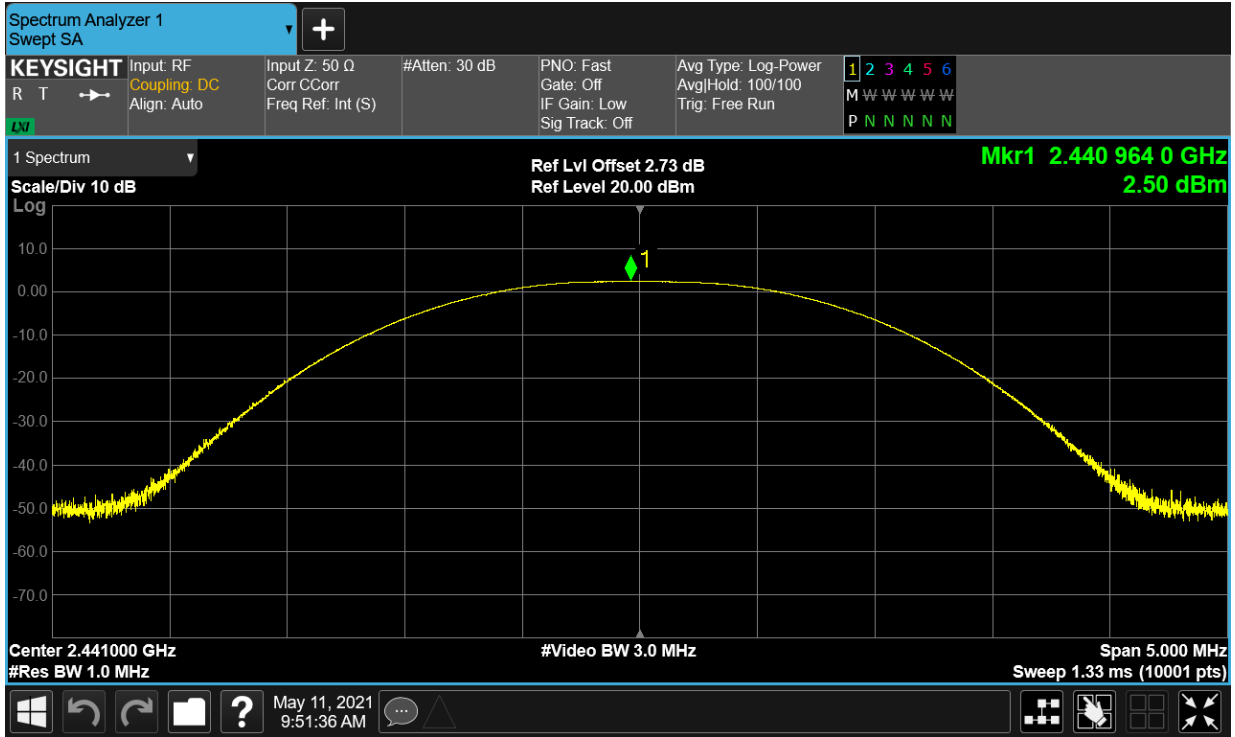 Spectrum Analyzer 1
Swept SA
KEYSIGHT
R T
LXI
Input: RF
Coupling: DC
Align: Auto
Input Z: 50 Ω
Corr CCorr
Freq Ref: Int (S)
#Atten: 30 dB
PNO: Fast
Gate: Off
IF Gain: Low
Sig Track: Off
Avg Type: Log-Power
Avg|Hold: 100/100
Trig: Free Run
1 2 3 4 5 6
M W W W W W
P N N N N N
1 Spectrum
Scale/Div 10 dB
Ref Lvl Offset 2.73 dB
Ref Level 20.00 dBm
Mkr1 2.440 964 0 GHz
2.50 dBm
Log
1
10.0
0.00
-10.0
-20.0
-30.0
-40.0
-50.0
-60.0
-70.0
Center 2.441000 GHz
#Video BW 3.0 MHz
Span 5.000 MHz
#Res BW 1.0 MHz
Sweep 1.33 ms (10001 pts)
?
May 11, 2021
9:51:36 AM